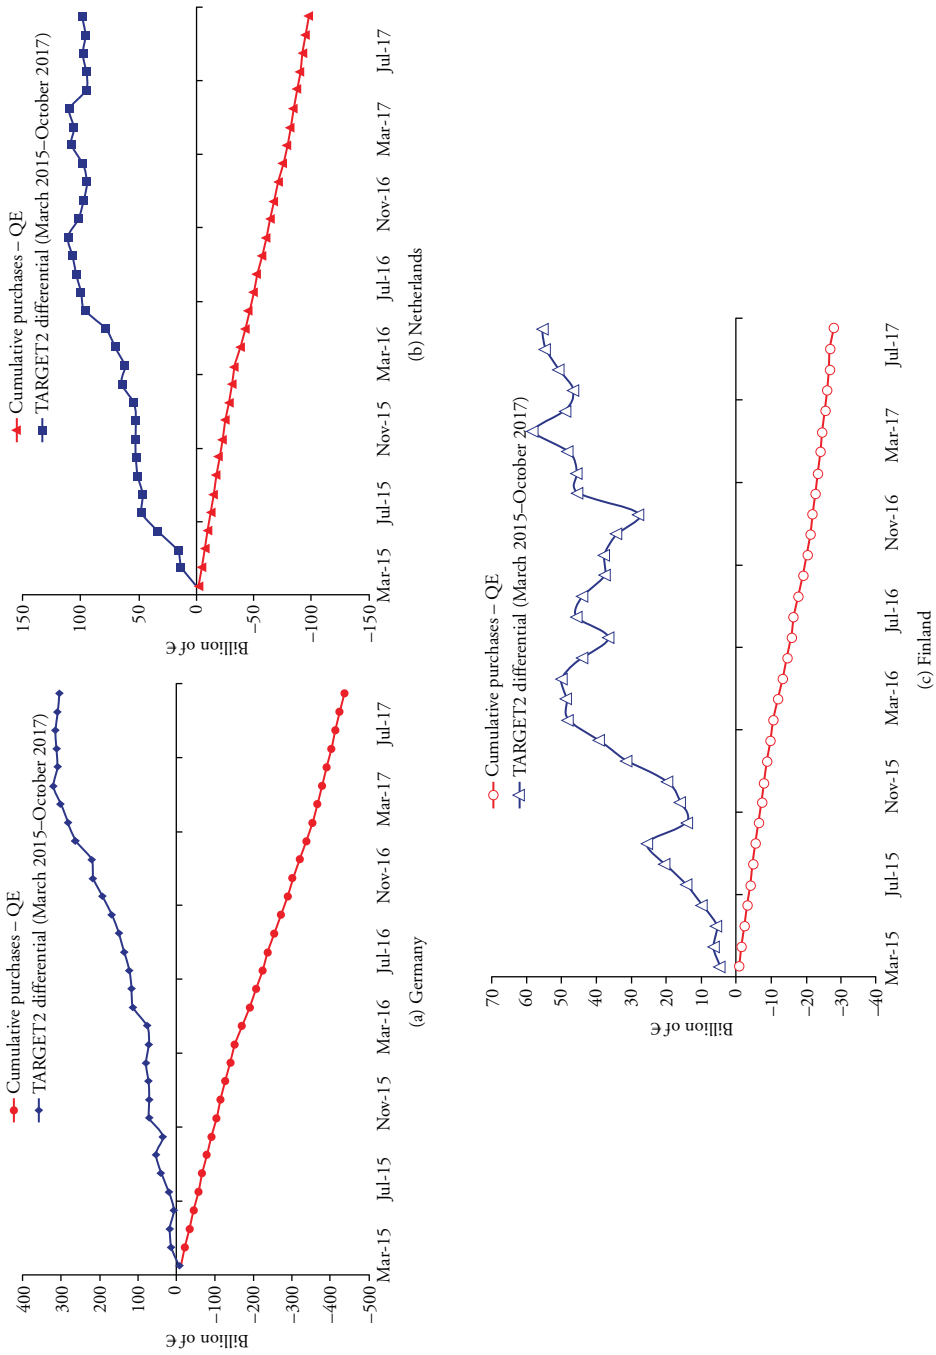 Cumulative purchases – QE
TARGET2 differential (March 2015–October 2017)
Billion of €
400
300
200
100
0
−100
−200
−300
−400
−500
Mar-15
Jul-15
Nov-15
Mar-16
Jul-16
Nov-16
Mar-17
Jul-17
(a) Germany
Cumulative purchases – QE
TARGET2 differential (March 2015–October 2017)
Billion of €
150
100
50
0
−50
−100
−150
Mar-15
Jul-15
Nov-15
Mar-16
Jul-16
Nov-16
Mar-17
Jul-17
(b) Netherlands
Cumulative purchases – QE
TARGET2 differential (March 2015–October 2017)
Billion of €
70
60
50
40
30
20
10
0
−10
−20
−30
−40
Mar-15
Jul-15
Nov-15
Mar-16
Jul-16
Nov-16
Mar-17
Jul-17
(c) Finland